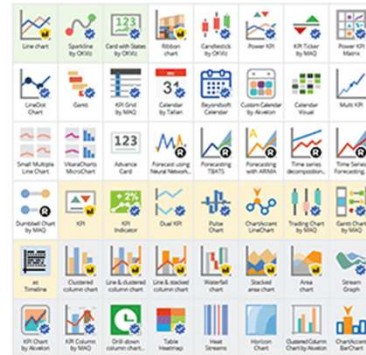 Line chart
Sparkline
by OKViz
Card with States
by OKViz
Ribbon
chart
Candlestick
by OKViz
Power KPI
KPI Ticker
by MAQ
Power KPI
Matrix
LineDot
Chart
Gantt
KPI Grid
by MAQ
Calendar
by Tallan
Beyondsoft
Calendar
Custom Calendar
by Akvelon
Calendar
Visual
Multi KPI
Small Multiple
Line Chart
VitaraCharts
MicroChart
123
Advance
Card
Forecast using
Neural Network...
Forecasting
TBATS
Forecasting
with ARIMA
Time series
decomposition...
Time Series
Forecasting...
Dumbbell Chart
by MAQ
KPI
KPI
Indicator
Dual KPI
Pulse
Chart
ChartAccent
LineChart
Trading Chart
by MAQ
Gantt Chart
by MAQ
as
Timeline
Clustered
column chart
Line & clustered
column chart
Line & stacked
column chart
Waterfall
chart
Stacked
area chart
Area
chart
Stream
Graph
KPI Chart
by Akvelon
KPI Column
by MAQ
Drill-down
column chart...
Table
Heatmap
Heat
Streams
Horizon
Chart
Clustered Column
Chart by Akvelon
ChartAccent
BarChart